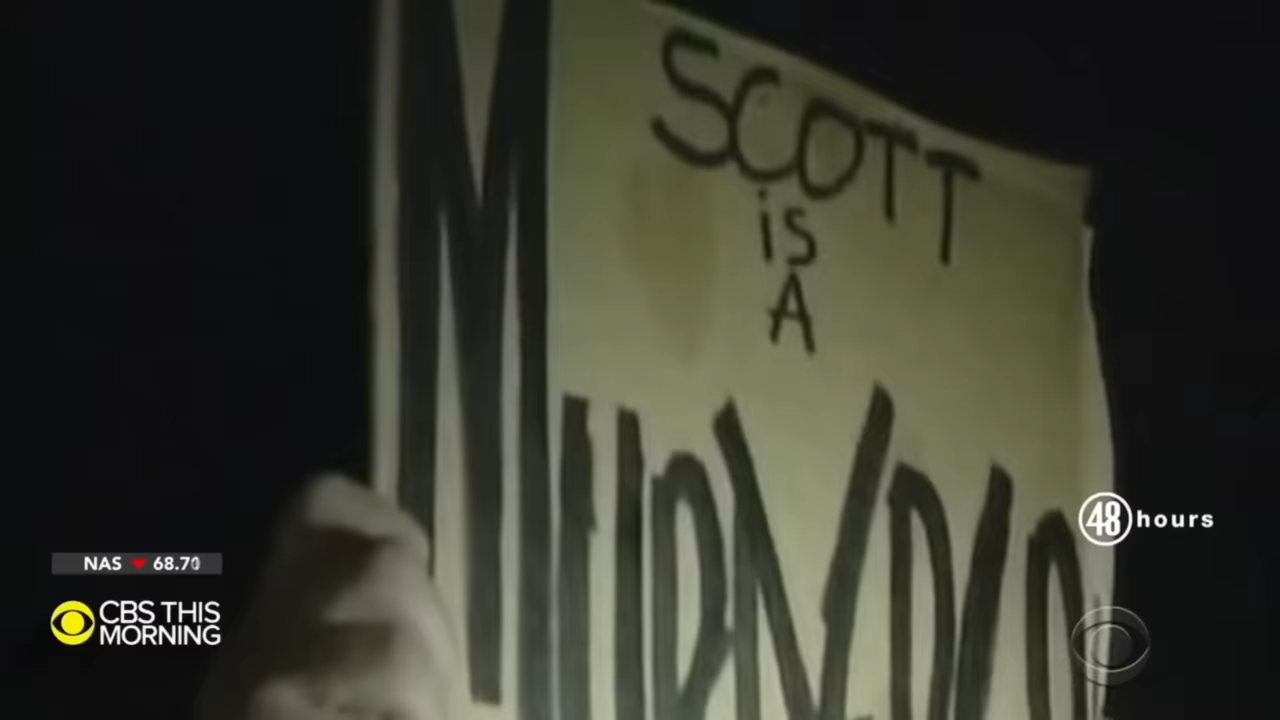 SCOTT
is
A
48 hours
NAS ▼ 68.70
CBS THIS
MORNING